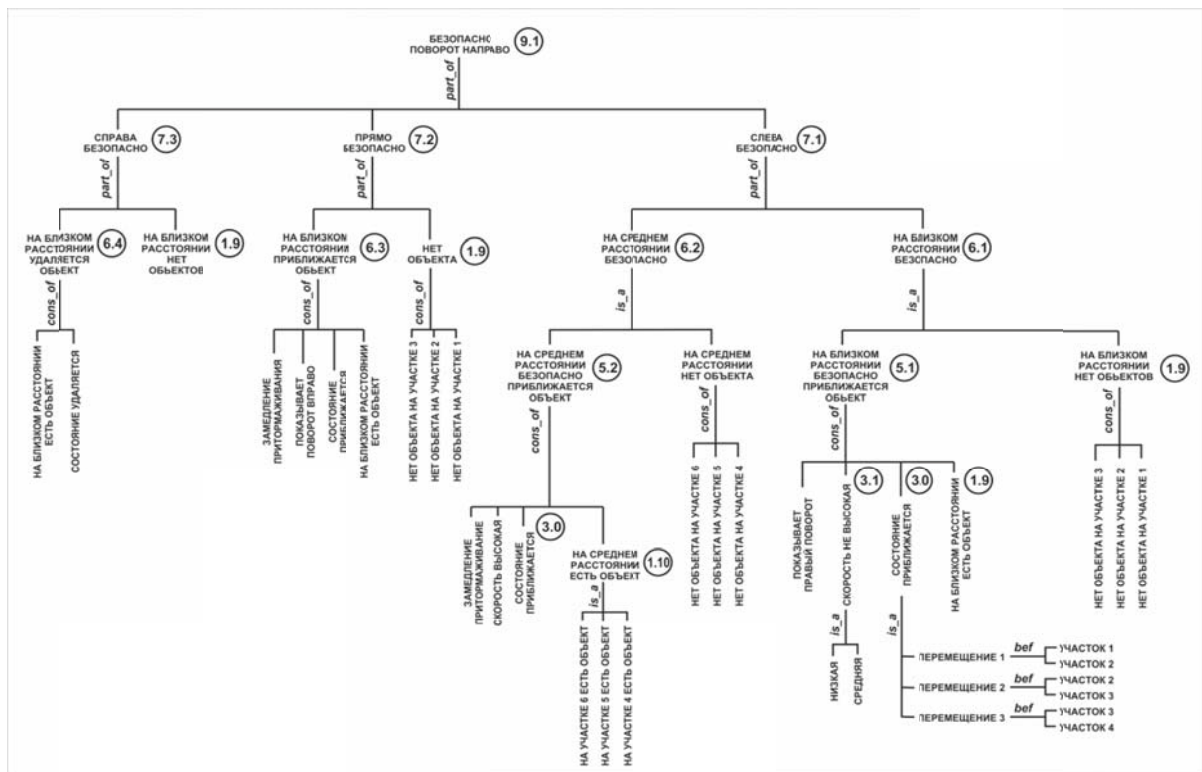 БЕЗОПАСНО
ПОВОРОТ НАПРАВО
9.1
part_of
СПРАВА
БЕЗОПАСНО
7.3
ПРЯМО
БЕЗОПАСНО
7.2
СЛЕВА
БЕЗОПАСНО
7.1
part_of
part_of
part_of
НА БЛИЗКОМ
РАССТОЯНИИ
УДАЛЯЕТСЯ
ОБЪЕКТ
6.4
НА БЛИЗКОМ
РАССТОЯНИИ
НЕТ
ОБЪЕКТОВ
1.9
НА БЛИЗКОМ
РАССТОЯНИИ
ПРИБЛИЖАЕТСЯ
ОБЪЕКТ
6.3
НЕТ
ОБЪЕКТА
1.9
НА СРЕДНЕМ
РАССТОЯНИИ
БЕЗОПАСНО
6.2
НА БЛИЗКОМ
РАССТОЯНИИ
БЕЗОПАСНО
6.1
cons_of
cons_of
cons_of
is_a
is_a
НА БЛИЗКОМ РАССТОЯНИИ
ЕСТЬ ОБЪЕКТ
СОСТОЯНИЕ УДАЛЯЕТСЯ
ЗАМЕДЛЕНИЕ
ПРИТОРМАЖИВАНИЯ
ПОКАЗЫВАЕТ
ПОВОРОТ ВПРАВО
СОСТОЯНИЕ
ПРИБЛИЖАЕТСЯ
НА БЛИЗКОМ РАССТОЯНИИ
ЕСТЬ ОБЪЕКТ
НЕТ ОБЪЕКТА НА УЧАСТКЕ 3
НЕТ ОБЪЕКТА НА УЧАСТКЕ 2
НЕТ ОБЪЕКТА НА УЧАСТКЕ 1
НА СРЕДНЕМ
РАССТОЯНИИ
БЕЗОПАСНО
ПРИБЛИЖАЕТСЯ
ОБЪЕКТ
5.2
НА СРЕДНЕМ
РАССТОЯНИИ
НЕТ ОБЪЕКТА
НА БЛИЗКОМ
РАССТОЯНИИ
БЕЗОПАСНО
ПРИБЛИЖАЕТСЯ
ОБЪЕКТ
5.1
НА БЛИЗКОМ
РАССТОЯНИИ
НЕТ ОБЪЕКТОВ
1.9
cons_of
cons_of
cons_of
cons_of
ЗАМЕДЛЕНИЕ
ПРИТОРМАЖИВАНИЕ
СКОРОСТЬ ВЫСОКАЯ
СОСТОЯНИЕ
ПРИБЛИЖАЕТСЯ
3.0
НА СРЕДНЕМ
РАССТОЯНИИ
ЕСТЬ ОБЪЕКТ
1.10
is_a
НА УЧАСТКЕ 6 ЕСТЬ ОБЪЕКТ
НА УЧАСТКЕ 5 ЕСТЬ ОБЪЕКТ
НА УЧАСТКЕ 4 ЕСТЬ ОБЪЕКТ
НЕТ ОБЪЕКТА НА УЧАСТКЕ 6
НЕТ ОБЪЕКТА НА УЧАСТКЕ 5
НЕТ ОБЪЕКТА НА УЧАСТКЕ 4
ПОКАЗЫВАЕТ
ПРАВЫЙ ПОВОРОТ
СКОРОСТЬ НЕ ВЫСОКАЯ
3.1
СОСТОЯНИЕ
ПРИБЛИЖАЕТСЯ
3.0
НА БЛИЗКОМ РАССТОЯНИИ
ЕСТЬ ОБЪЕКТ
1.9
НЕТ ОБЪЕКТА НА УЧАСТКЕ 3
НЕТ ОБЪЕКТА НА УЧАСТКЕ 2
НЕТ ОБЪЕКТА НА УЧАСТКЕ 1
is_a
НИЗКАЯ
СРЕДНЯЯ
is_a
ПЕРЕМЕЩЕНИЕ 1
bef
УЧАСТОК 1
УЧАСТОК 2
ПЕРЕМЕЩЕНИЕ 2
bef
УЧАСТОК 2
УЧАСТОК 3
ПЕРЕМЕЩЕНИЕ 3
bef
УЧАСТОК 3
УЧАСТОК 4